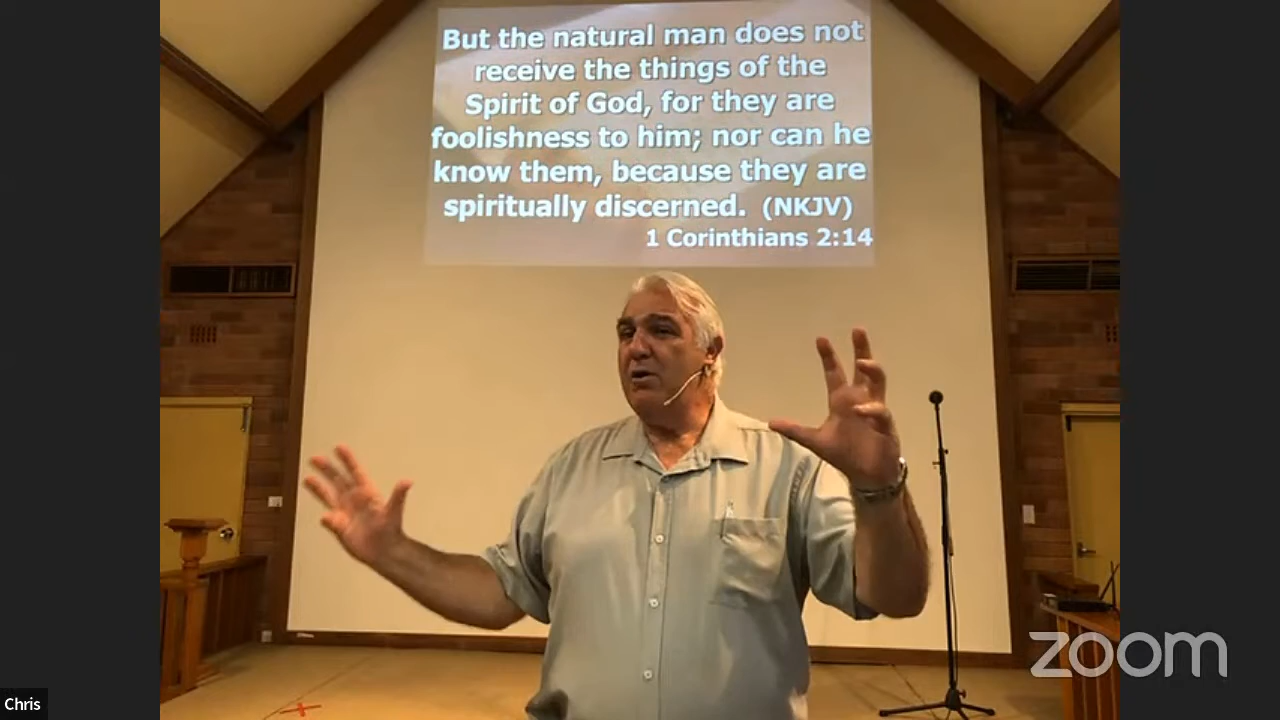 But the natural man does not
receive the things of the
Spirit of God, for they are
foolishness to him; nor can he
know them, because they are
spiritually discerned. (NKJV)
1 Corinthians 2:14
zoom
Chris